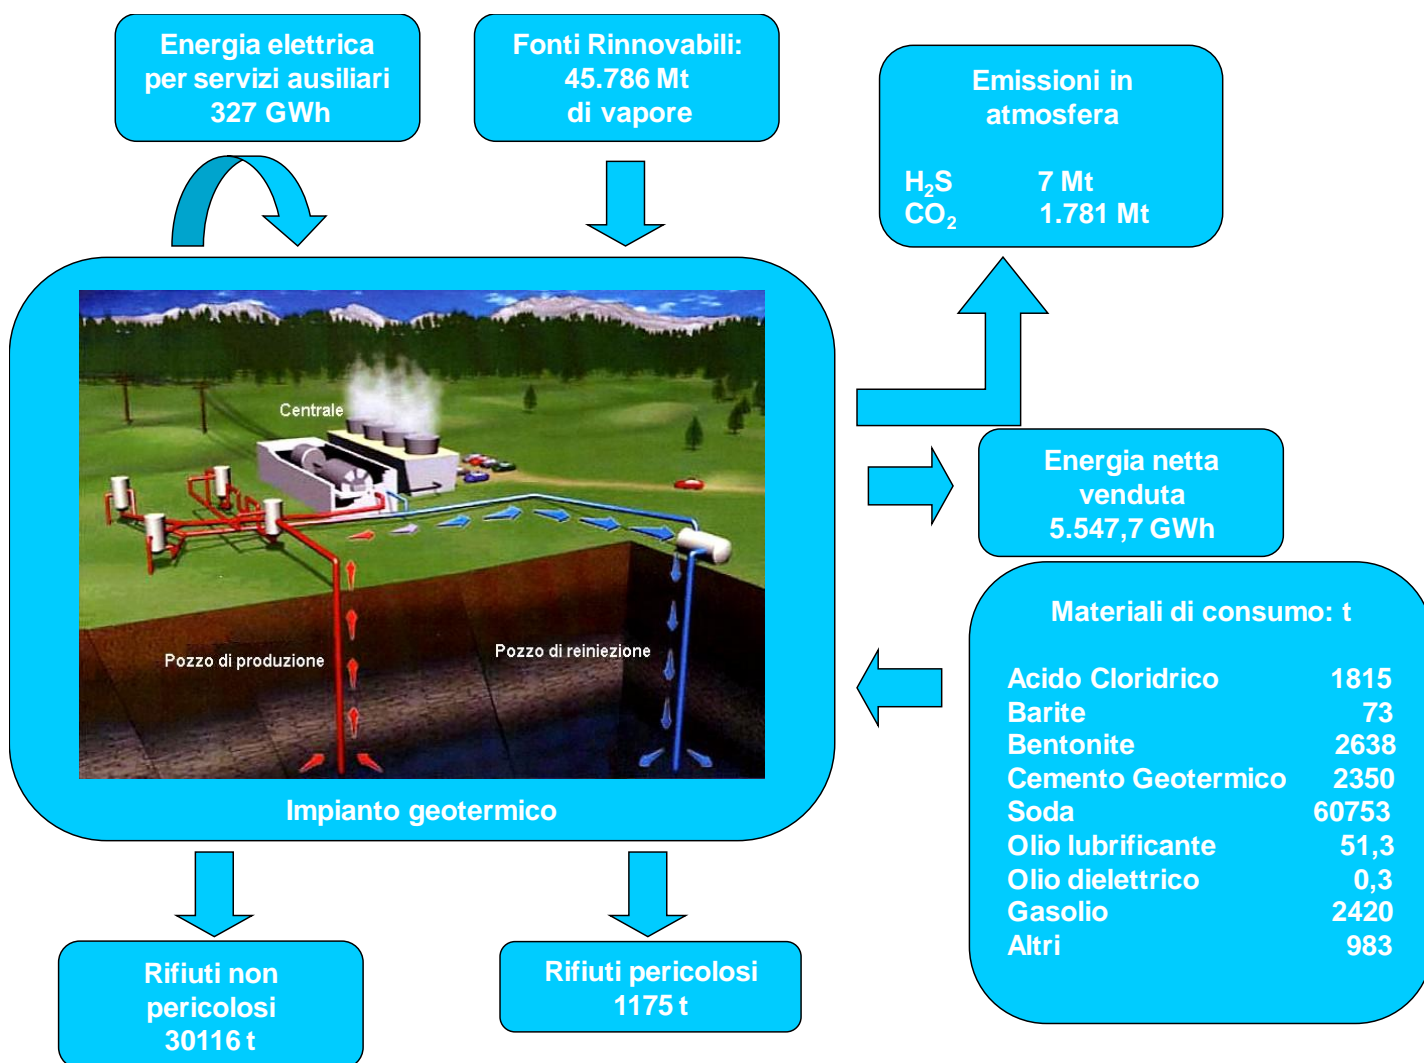 Energia elettrica
per servizi ausiliari
327 GWh
Fonti Rinnovabili:
45.786 Mt
di vapore
Emissioni in
atmosfera
H₂S 7 Mt
CO₂ 1.781 Mt
Centrale
Pozzo di produzione
Pozzo di reiniezione
Impianto geotermico
Energia netta
venduta
5.547,7 GWh
Materiali di consumo: t
Acido Cloridrico 1815
Barite 73
Bentonite 2638
Cemento Geotermico 2350
Soda 60753
Olio lubrificante 51,3
Olio dielettrico 0,3
Gasolio 2420
Altri 983
Rifiuti non
pericolosi
30116 t
Rifiuti pericolosi
1175 t